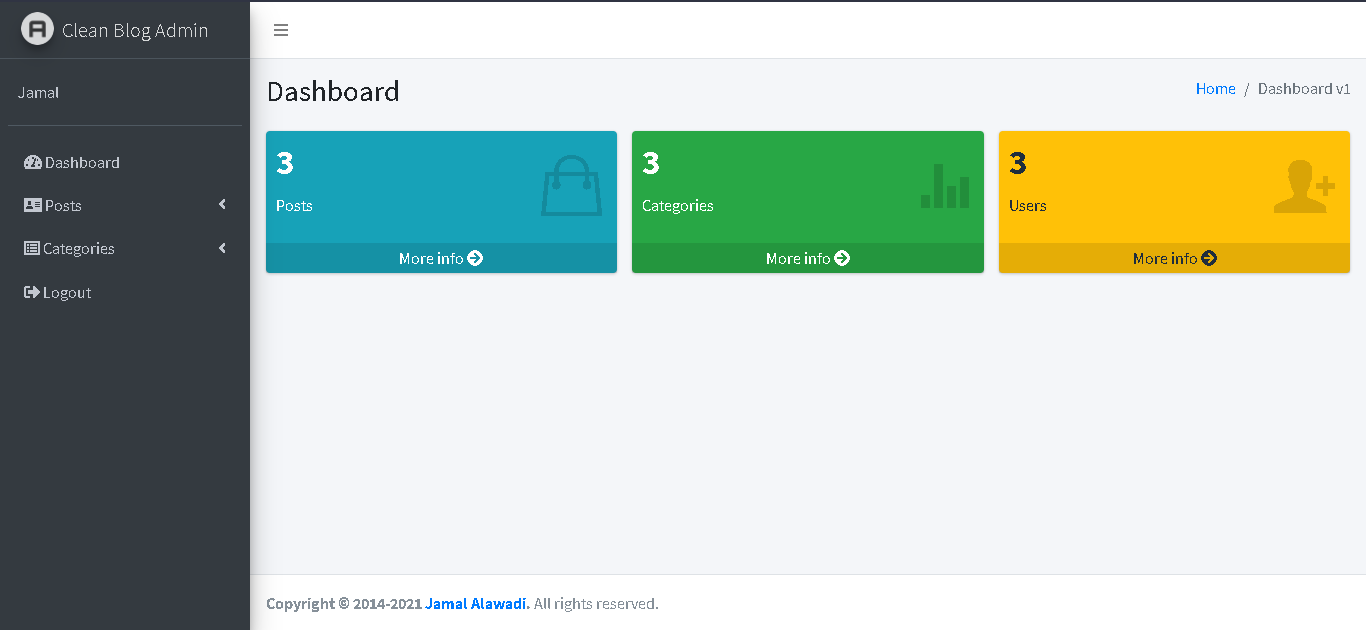 Clean Blog Admin
Jamal
Dashboard
Posts
Categories
Logout
Dashboard
Home / Dashboard v1
3
Posts
More info
3
Categories
More info
3
Users
More info
Copyright © 2014-2021 Jamal Alawadi. All rights reserved.